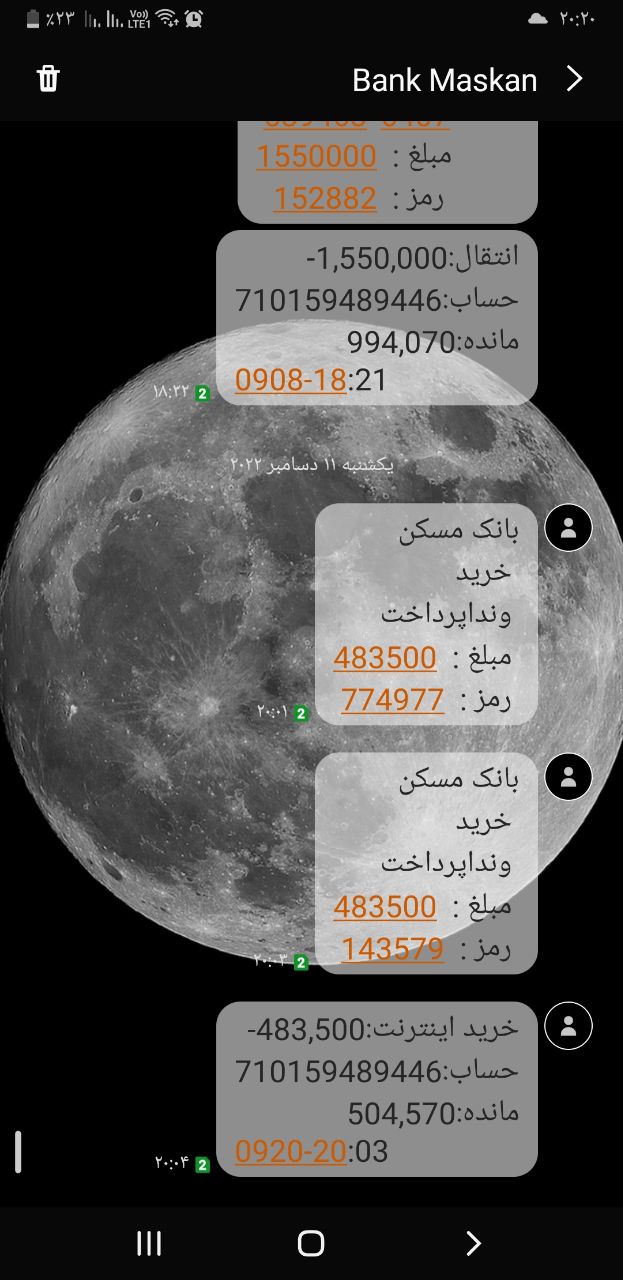 ٪۲۳ Vo)) LTE1 ۲۰:۲۰
Bank Maskan
مبلغ : 1550000
رمز : 152882
انتقال:1,550,000-
حساب:710159489446
مانده:994,070
0908-18:21
۱۸:۲۲ 2
یکشنبه ۱۱ دسامبر ۲۰۲۲
بانک مسکن
خرید
ونداپرداخت
مبلغ : 483500
رمز : 774977
۲۰:۰۱ 2
بانک مسکن
خرید
ونداپرداخت
مبلغ : 483500
رمز : 143579
۲۰:۰۳ 2
خرید اینترنت:483,500-
حساب:710159489446
مانده:504,570
0920-20:03
۲۰:۰۴ 2